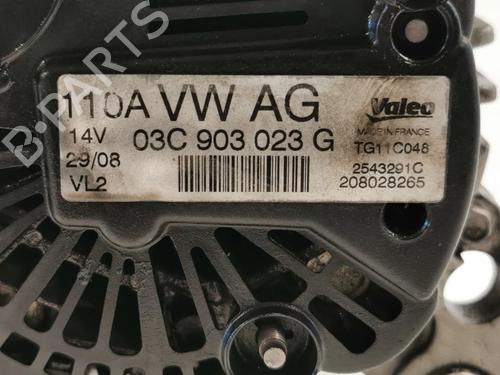 B-PARTS
110A VW AG
Valeo
14V
03C 903 023 G
MADE IN FRANCE
TG11C048
29/08
2543291C
VL2
208028265